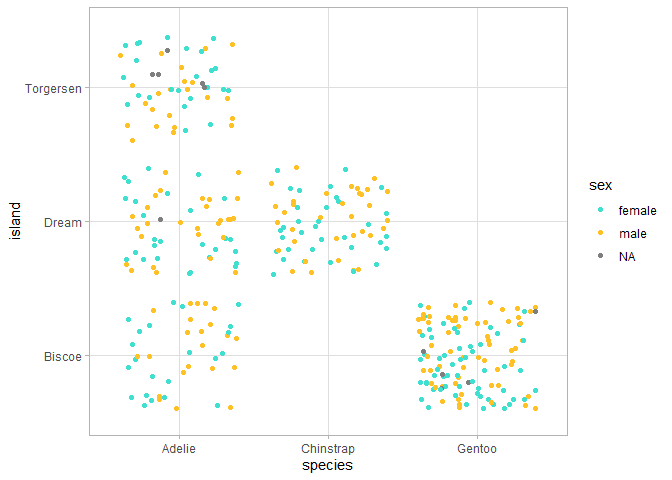 Torgersen
Dream
Biscoe
island
Adelie
Chinstrap
Gentoo
species
sex
female
male
NA